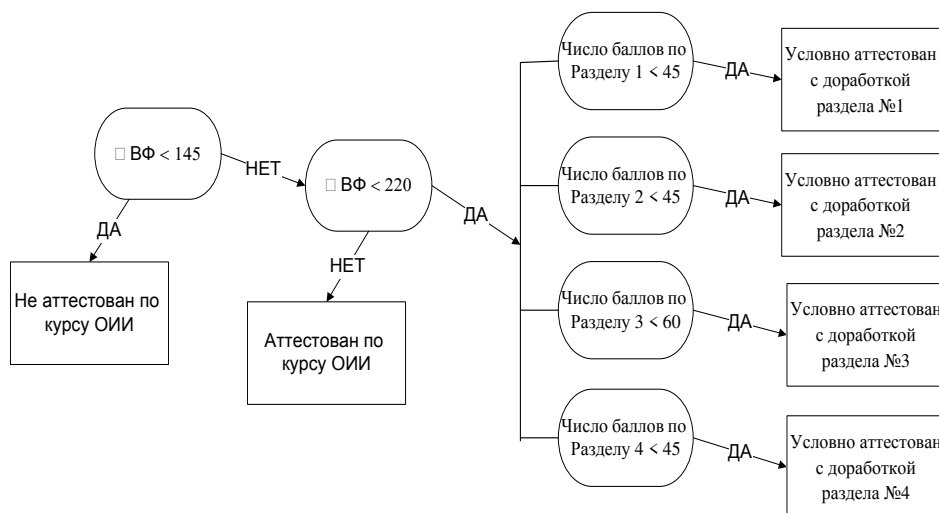 □ ВФ < 145
ДА
Не аттестован по
курсу ОИИ
НЕТ
□ ВФ < 220
НЕТ
Аттестован по
курсу ОИИ
ДА
Число баллов по
Разделу 1 < 45
ДА
Условно аттестован
с доработкой
раздела №1
Число баллов по
Разделу 2 < 45
ДА
Условно аттестован
с доработкой
раздела №2
Число баллов по
Разделу 3 < 60
ДА
Условно аттестован
с доработкой
раздела №3
Число баллов по
Разделу 4 < 45
ДА
Условно аттестован
с доработкой
раздела №4